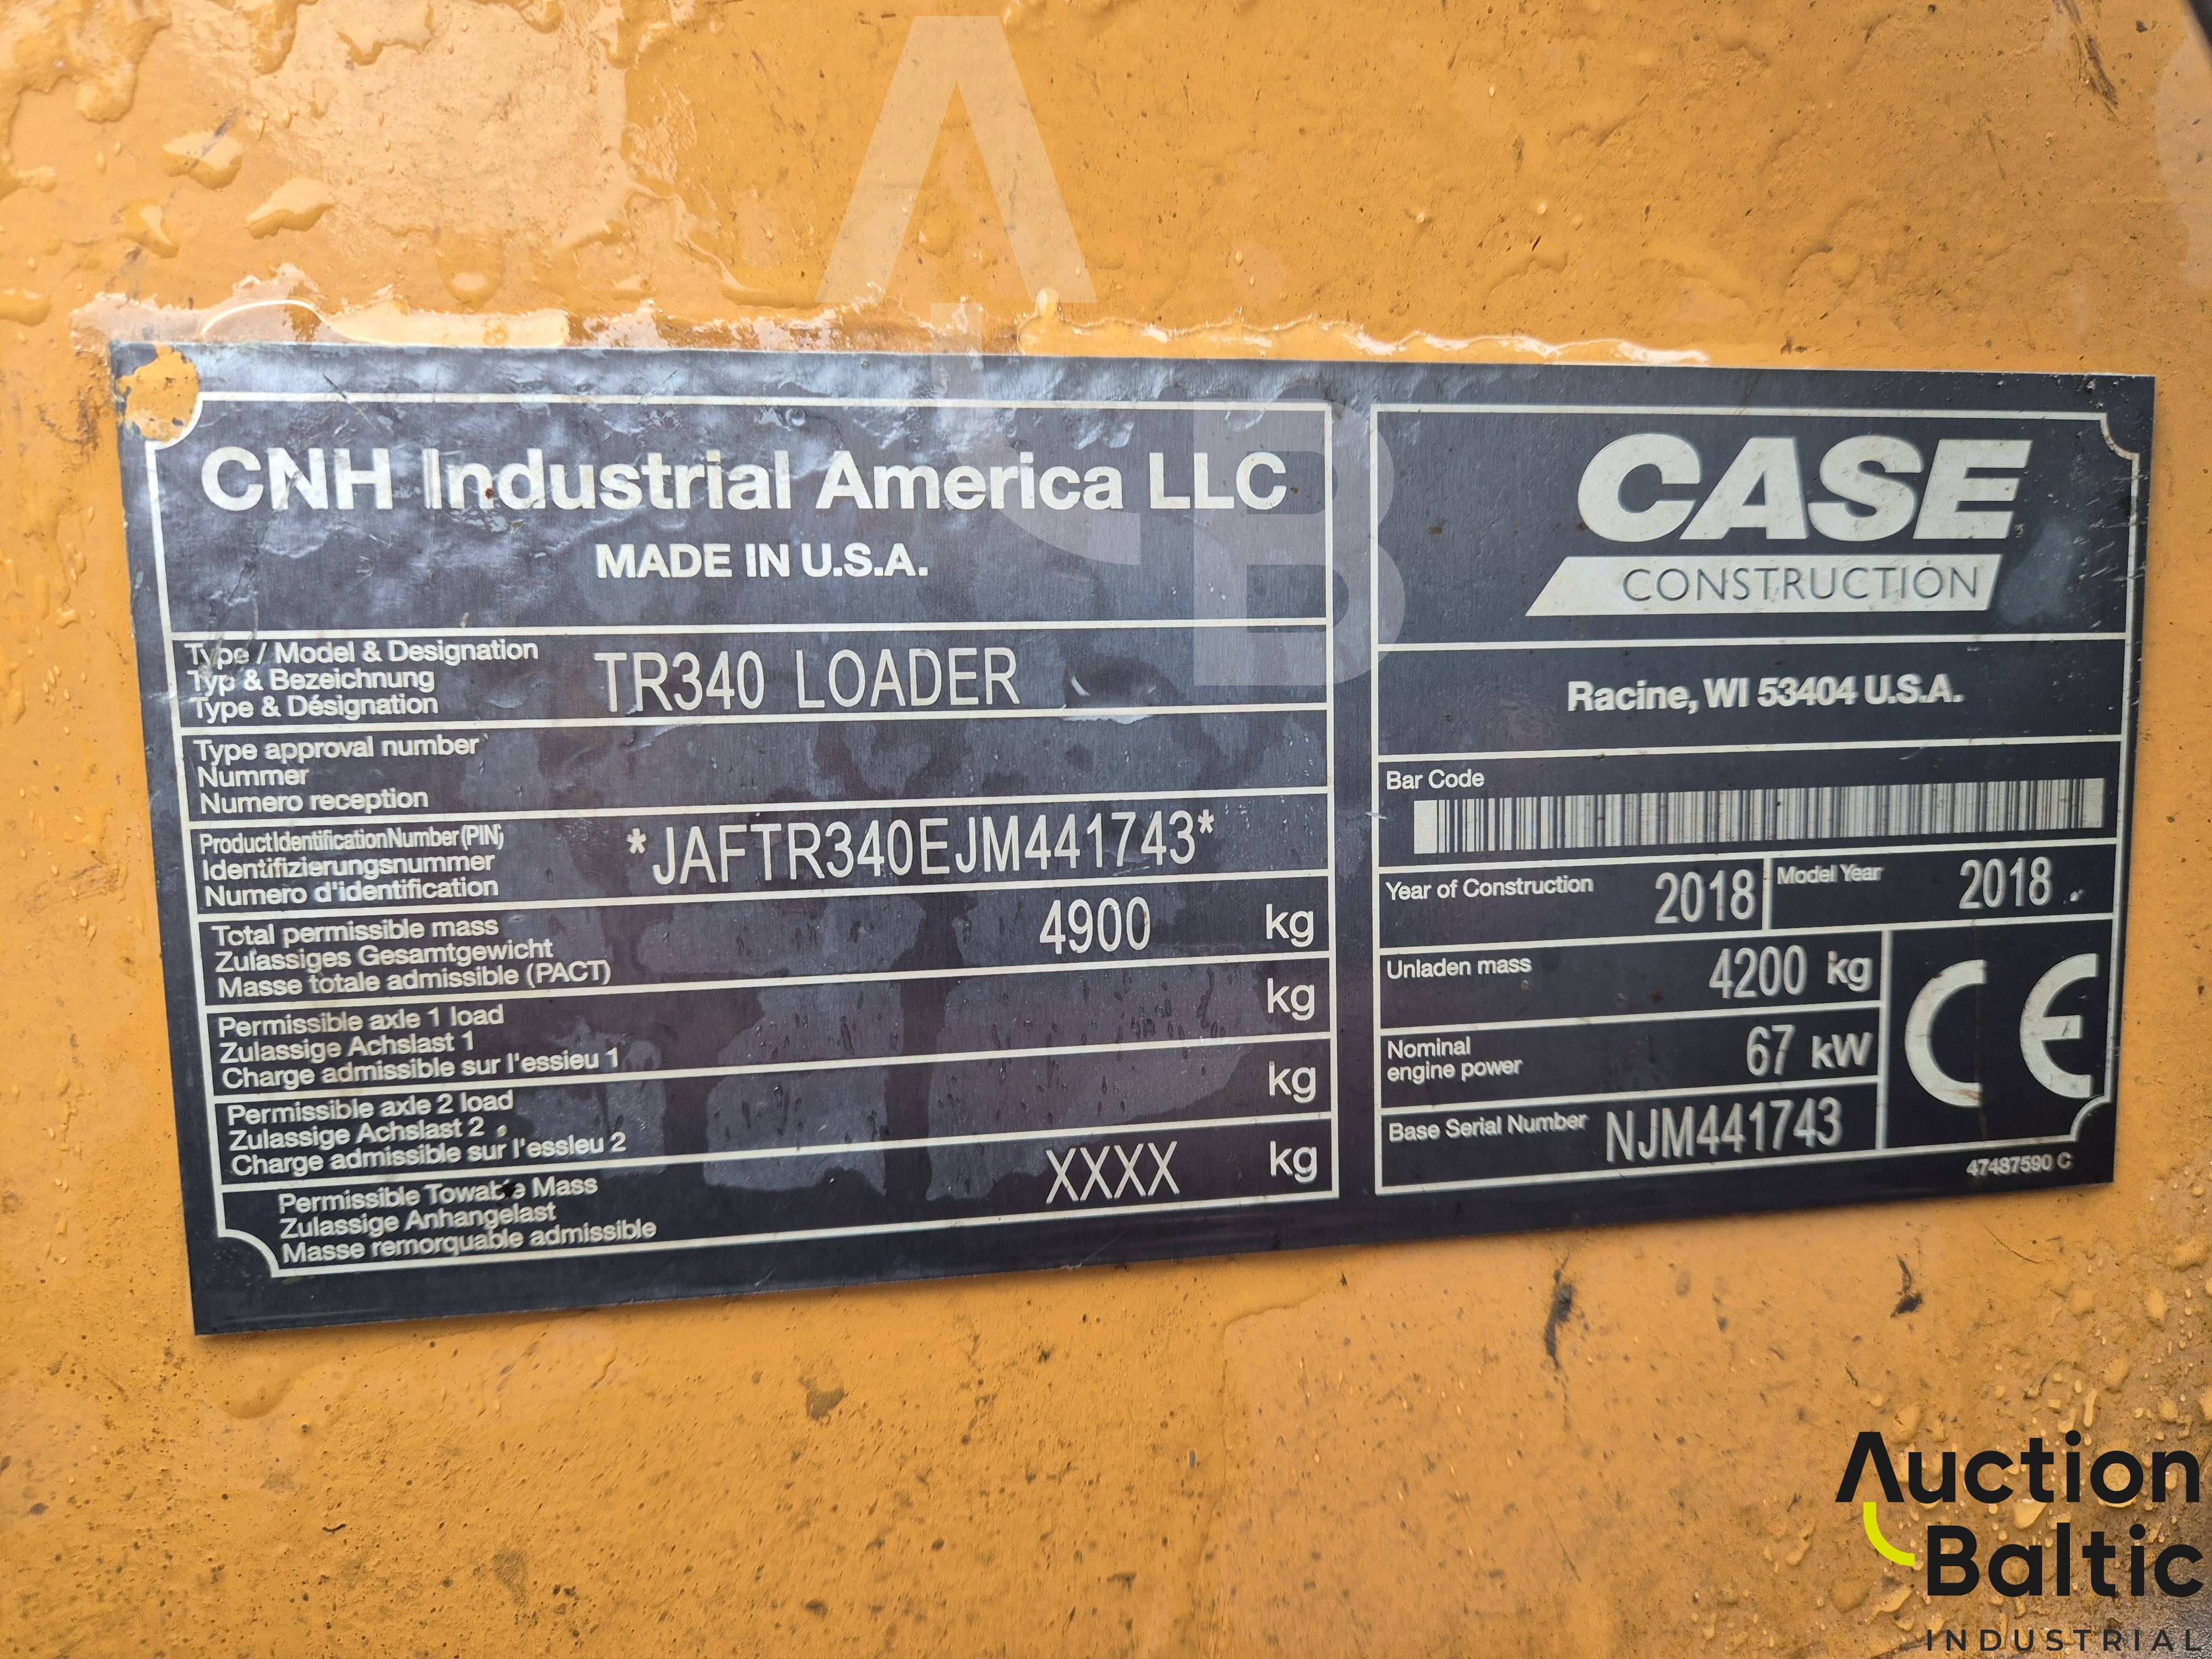 CNH Industrial America LLC
MADE IN U.S.A.
Type / Model & Designation
Typ & Bezeichnung
Type & Désignation
TR340 LOADER
Type approval number
Nummer
Numero reception
Product Identification Number (PIN)
Identifizierungsnummer
Numero d'identification
*JAFTR340EJM441743*
Total permissible mass
Zulassiges Gesamtgewicht
Masse totale admissible (PACT)
4900 kg
Permissible axle 1 load
Zulassige Achslast 1
Charge admissible sur l'essieu 1
kg
Permissible axle 2 load
Zulassige Achslast 2
Charge admissible sur l'essieu 2
kg
Permissible Towable Mass
Zulassige Anhangelast
Masse remorquable admissible
XXXX kg
CASE
CONSTRUCTION
Racine, WI 53404 U.S.A.
Bar Code
Year of Construction 2018
Model Year 2018
Unladen mass 4200 kg
Nominal
engine power
67 kW
Base Serial Number NJM441743
CE
47487590 C
AB
Auction
Baltic
INDUSTRIAL